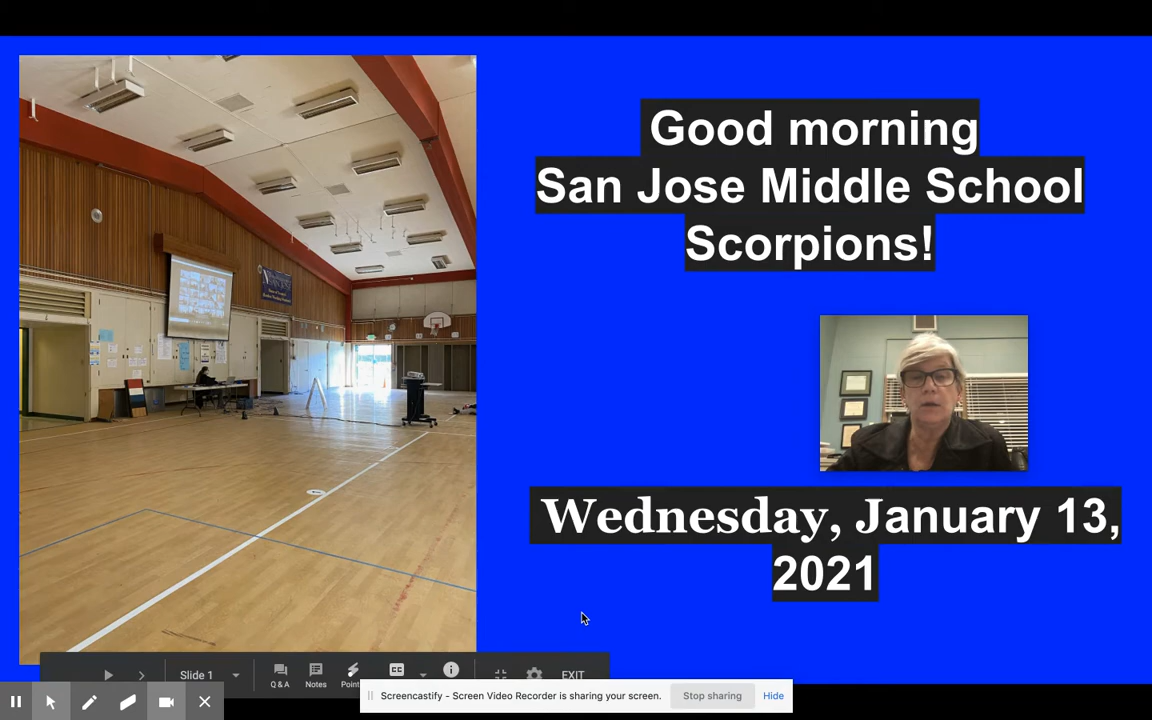 Good morning
San Jose Middle School
Scorpions!
Wednesday, January 13,
2021
Slide 1
Q & A
Notes
CC
EXIT
Screencastify - Screen Video Recorder is sharing your screen.
Stop sharing
Hide